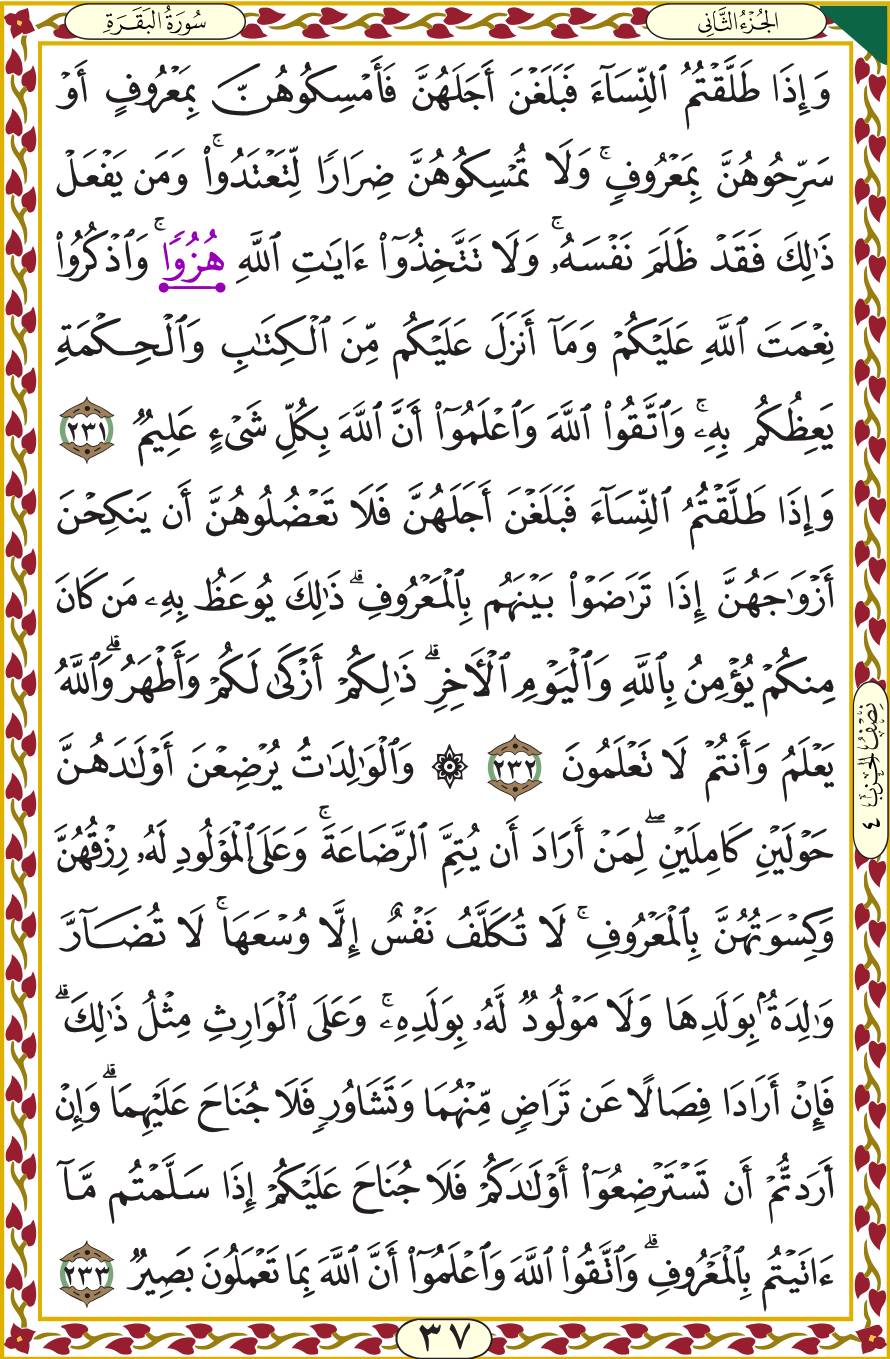 الجُزْءُ الثَّانِي
سُورَةُ البَقَرَةِ
وَإِذَا طَلَّقْتُمُ ٱلنِّسَآءَ فَبَلَغْنَ أَجَلَهُنَّ فَأَمْسِكُوهُنَّ بِمَعْرُوفٍ أَوْ
سَرِّحُوهُنَّ بِمَعْرُوفٖۚ وَلَا تُمْسِكُوهُنَّ ضِرَارٗا لِّتَعْتَدُواْۚ وَمَن يَفْعَلْ
ذَٰلِكَ فَقَدْ ظَلَمَ نَفْسَهُۥۚ وَلَا تَتَّخِذُوٓاْ ءَايَٰتِ ٱللَّهِ هُزُوٗاۚ وَٱذْكُرُواْ
نِعْمَتَ ٱللَّهِ عَلَيْكُمْ وَمَآ أَنزَلَ عَلَيْكُم مِّنَ ٱلْكِتَٰبِ وَٱلْحِكْمَةِ
يَعِظُكُم بِهِۦۚ وَٱتَّقُواْ ٱللَّهَ وَٱعْلَمُوٓاْ أَنَّ ٱللَّهَ بِكُلِّ شَيْءٍ عَلِيمٞ ٢٣١
وَإِذَا طَلَّقْتُمُ ٱلنِّسَآءَ فَبَلَغْنَ أَجَلَهُنَّ فَلَا تَعْضُلُوهُنَّ أَن يَنكِحْنَ
أَزْوَٰجَهُنَّ إِذَا تَرَٰضَوْاْ بَيْنَهُم بِٱلْمَعْرُوفِۗ ذَٰلِكَ يُوعَظُ بِهِۦ مَن كَانَ
مِنكُمْ يُؤْمِنُ بِٱللَّهِ وَٱلْيَوْمِ ٱلْأٓخِرِۗ ذَٰلِكُمْ أَزْكَىٰ لَكُمْ وَأَطْهَرُۗ وَٱللَّهُ
يَعْلَمُ وَأَنتُمْ لَا تَعْلَمُونَ ٢٣٢ ۞ وَٱلْوَٰلِدَٰتُ يُرْضِعْنَ أَوْلَٰدَهُنَّ
حَوْلَيْنِ كَامِلَيْنِۖ لِمَنْ أَرَادَ أَن يُتِمَّ ٱلرَّضَاعَةَۚ وَعَلَى ٱلْمَوْلُودِ لَهُۥ رِزْقُهُنَّ
وَكِسْوَتُهُنَّ بِٱلْمَعْرُوفِۚ لَا تُكَلَّفُ نَفْسٌ إِلَّا وُسْعَهَاۚ لَا تُضَآرَّ
وَٰلِدَةُۢ بِوَلَدِهَا وَلَا مَوْلُودٞ لَّهُۥ بِوَلَدِهِۦۚ وَعَلَى ٱلْوَارِثِ مِثْلُ ذَٰلِكَۗ
فَإِنْ أَرَادَا فِصَالًا عَن تَرَاضٖ مِّنْهُمَا وَتَشَاوُرٖ فَلَا جُنَاحَ عَلَيْهِمَاۗ وَإِنْ
أَرَدتُّمْ أَن تَسْتَرْضِعُوٓاْ أَوْلَٰدَكُمْ فَلَا جُنَاحَ عَلَيْكُمْ إِذَا سَلَّمْتُم مَّآ
ءَاتَيْتُم بِٱلْمَعْرُوفِۗ وَٱتَّقُواْ ٱللَّهَ وَٱعْلَمُوٓاْ أَنَّ ٱللَّهَ بِمَا تَعْمَلُونَ بَصِيرٞ ٢٣٣
نِصْفُ الحِزْبِ ٤
٣٧